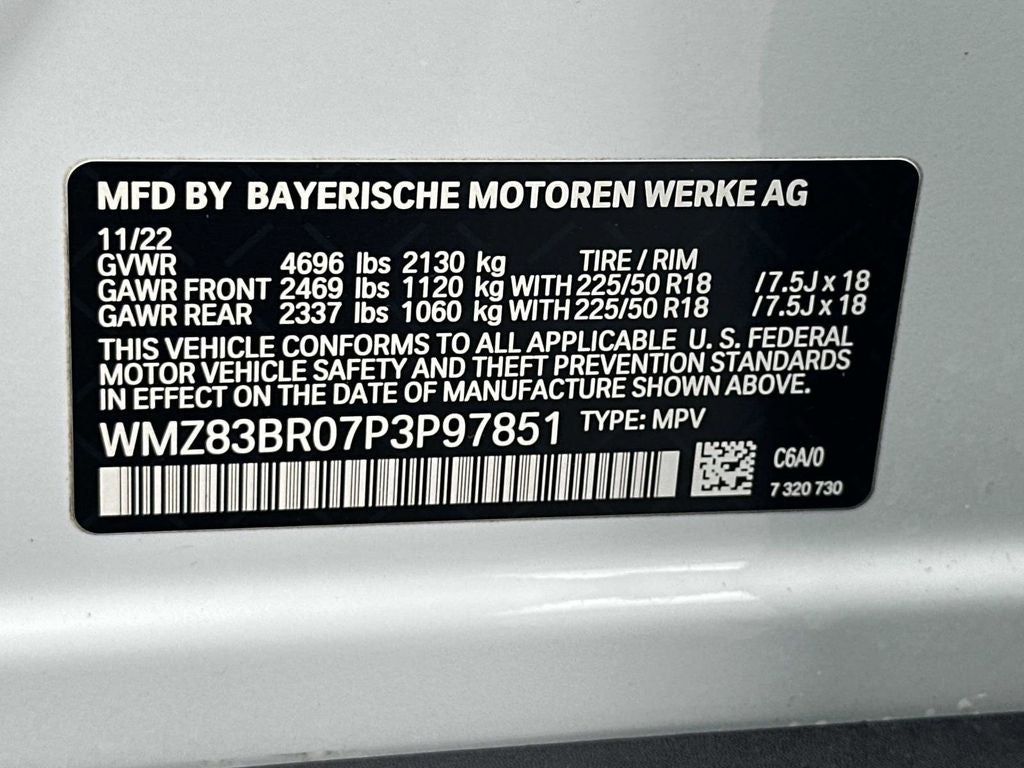 MFD BY BAYERISCHE MOTOREN WERKE AG
11/22
GVWR 4696 lbs 2130 kg TIRE / RIM
GAWR FRONT 2469 lbs 1120 kg WITH 225/50 R18 /7.5J x 18
GAWR REAR 2337 lbs 1060 kg WITH 225/50 R18 /7.5J x 18
THIS VEHICLE CONFORMS TO ALL APPLICABLE U. S. FEDERAL
MOTOR VEHICLE SAFETY AND THEFT PREVENTION STANDARDS
IN EFFECT ON THE DATE OF MANUFACTURE SHOWN ABOVE.
WMZ83BR07P3P97851 TYPE: MPV
C6A/0
7 320 730